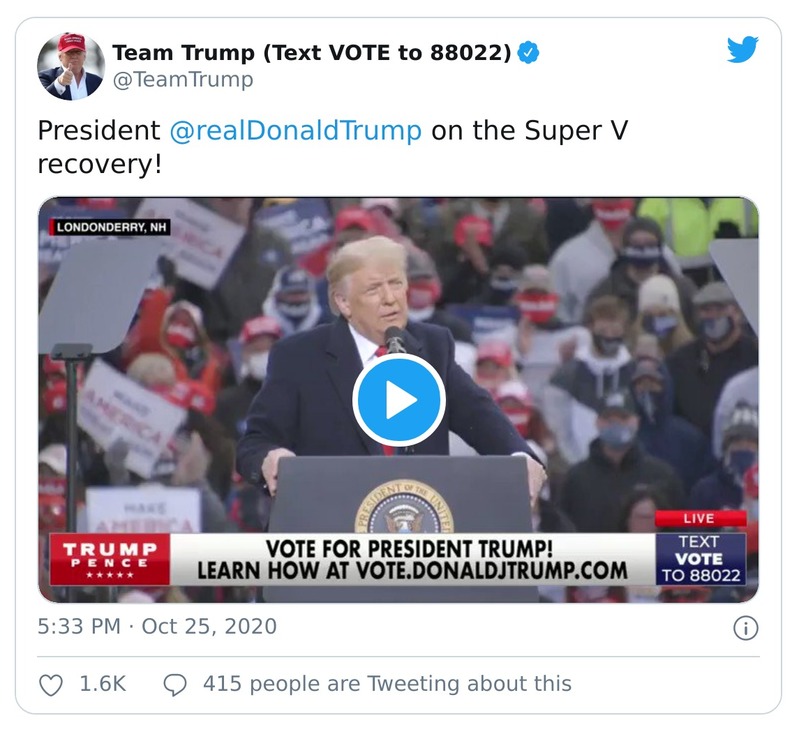 Team Trump (Text VOTE to 88022)
@TeamTrump
President @realDonaldTrump on the Super V
recovery!
LONDONDERRY, NH
MAKE
AMERICA
MAKE
AMERICA
PRESIDENT OF THE UNITED
LIVE
TRUMP
PENCE
VOTE FOR PRESIDENT TRUMP!
LEARN HOW AT VOTE.DONALDJTRUMP.COM
TEXT
VOTE
TO 88022
5:33 PM · Oct 25, 2020
1.6K
415 people are Tweeting about this